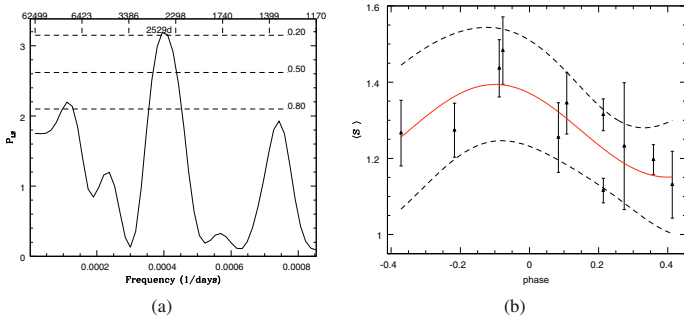 62499 6423 3386 2298 1740 1399 1170
2529d
3
2
1
0
0.20
0.50
0.80
P_LS
0.0002 0.0004 0.0006 0.0008
Frequency (1/days)
(a)
1.6
1.4
1.2
1
⟨S⟩
-0.4 -0.2 0 0.2 0.4
phase
(b)